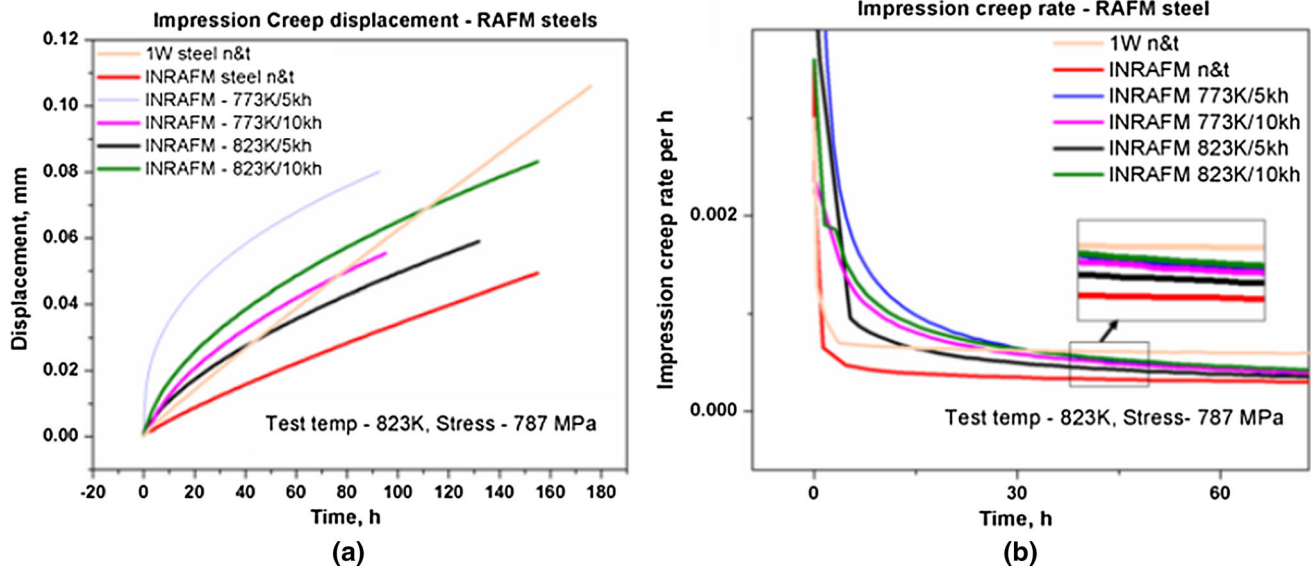 Impression Creep displacement - RAFM steels
0.12
0.10
0.08
0.06
0.04
0.02
0.00
Displacement, mm
1W steel n&t
INRAFM steel n&t
INRAFM - 773K/5kh
INRAFM - 773K/10kh
INRAFM - 823K/5kh
INRAFM - 823K/10kh
Test temp - 823K, Stress - 787 MPa
-20 0 20 40 60 80 100 120 140 160 180
Time, h
(a)
Impression creep rate - RAFM steel
1W n&t
INRAFM n&t
INRAFM 773K/5kh
INRAFM 773K/10kh
INRAFM 823K/5kh
INRAFM 823K/10kh
Impression creep rate per h
0.002
0.000
Test temp - 823K, Stress- 787 MPa
0 30 60
Time, h
(b)